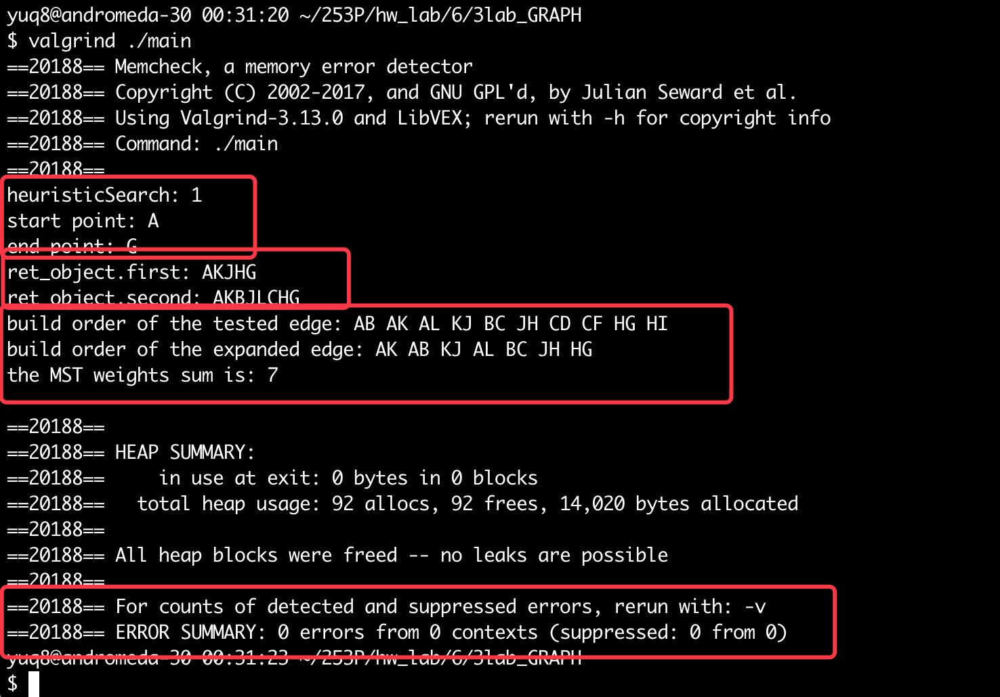 yuq8@andromeda-30 00:31:20 ~/253P/hw_lab/6/3lab_GRAPH
$ valgrind ./main
==20188== Memcheck, a memory error detector
==20188== Copyright (C) 2002-2017, and GNU GPL'd, by Julian Seward et al.
==20188== Using Valgrind-3.13.0 and LibVEX; rerun with -h for copyright info
==20188== Command: ./main
==20188==
heuristicSearch: 1
start point: A
end point: G
ret_object.first: AKJHG
ret_object.second: AKBJLCHG
build order of the tested edge: AB AK AL KJ BC JH CD CF HG HI
build order of the expanded edge: AK AB KJ AL BC JH HG
the MST weights sum is: 7
==20188==
==20188== HEAP SUMMARY:
==20188==     in use at exit: 0 bytes in 0 blocks
==20188==   total heap usage: 92 allocs, 92 frees, 14,020 bytes allocated
==20188==
==20188== All heap blocks were freed -- no leaks are possible
==20188==
==20188== For counts of detected and suppressed errors, rerun with: -v
==20188== ERROR SUMMARY: 0 errors from 0 contexts (suppressed: 0 from 0)
yuq8@andromeda-30 00:31:23 ~/253P/hw_lab/6/3lab_GRAPH
$